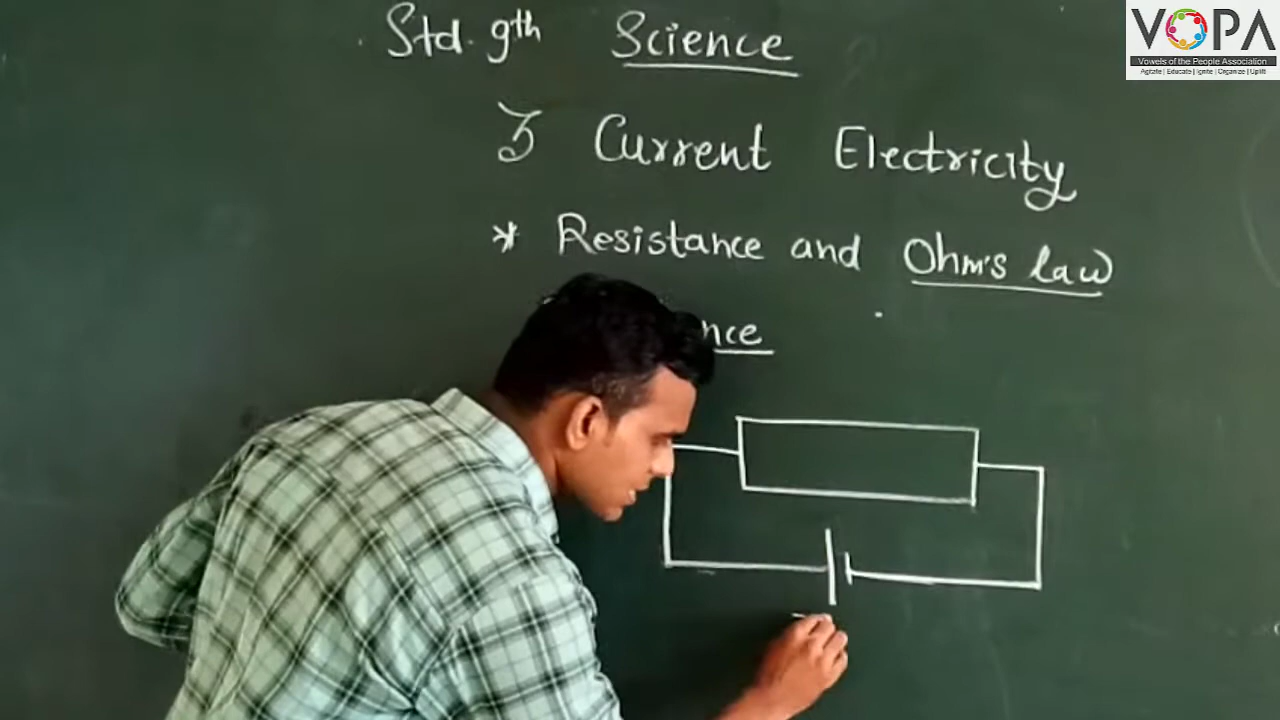 VOPA
Vowels of the People Association
Agitate | Educate | Ignite | Organize | Uplift
Std. 9th Science
3 Current Electricity
* Resistance and Ohm's law
nce